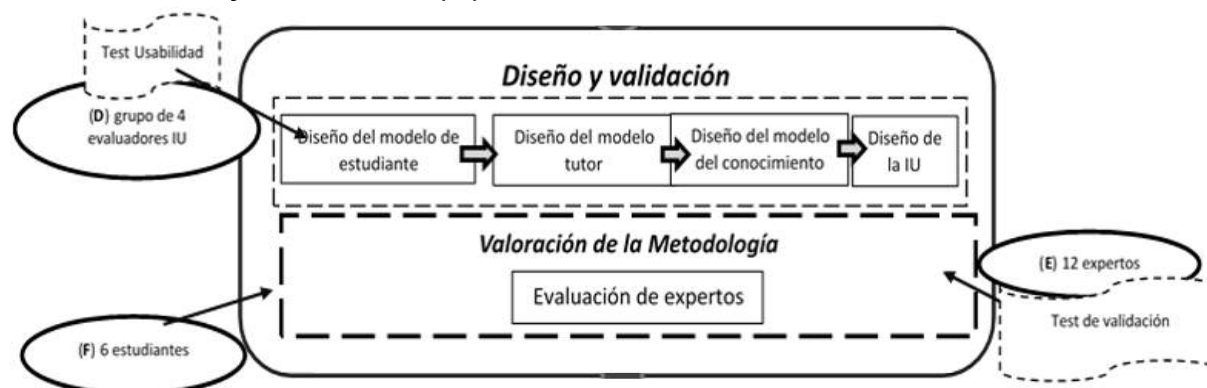 Test Usabilidad
(D) grupo de 4
evaluadores IU
Diseño y validación
Diseño del modelo de
estudiante
Diseño del modelo
tutor
Diseño del modelo
del conocimiento
Diseño de
la IU
Valoración de la Metodología
Evaluación de expertos
(E) 12 expertos
Test de validación
(F) 6 estudiantes